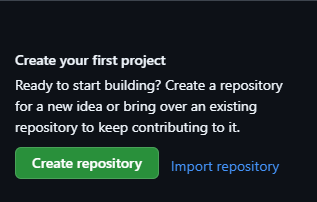 Create your first project
Ready to start building? Create a repository
for a new idea or bring over an existing
repository to keep contributing to it.
Create repository
Import repository